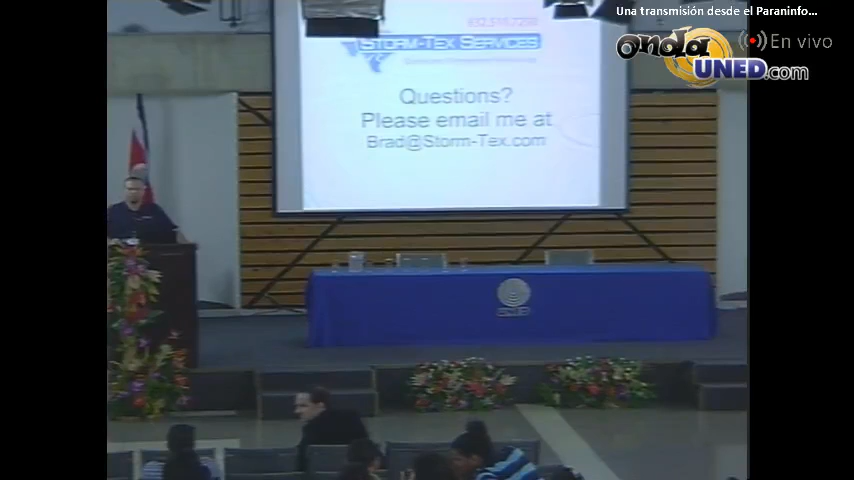 Una transmisión desde el Paraninfo...
onda
UNED.com
En vivo
STORM-TEX SERVICES
Questions?
Please email me at
Brad@Storm-Tex.com